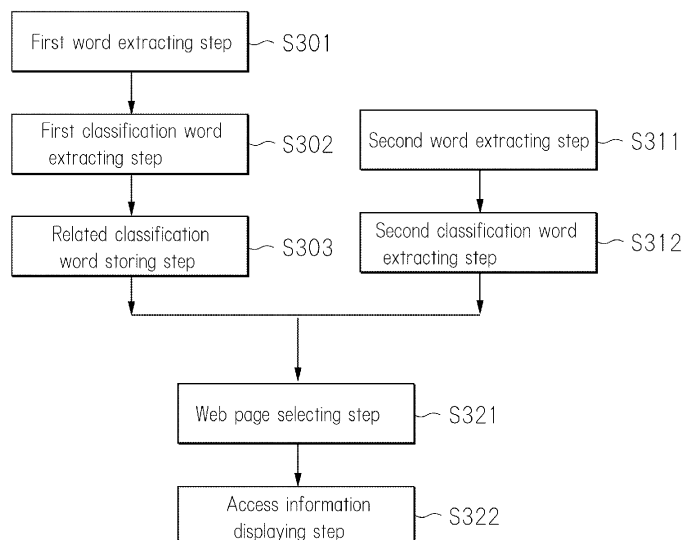 First word extracting step
S301
First classification word
extracting step
S302
Related classification
word storing step
S303
Second word extracting step
S311
Second classification word
extracting step
S312
Web page selecting step
S321
Access information
displaying step
S322